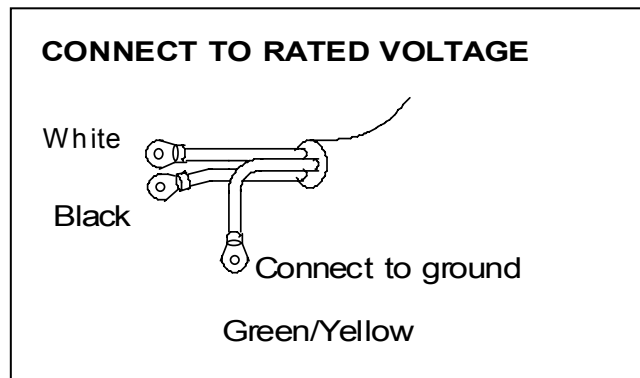 CONNECT TO RATED VOLTAGE
White
Black
Connect to ground
Green/Yellow